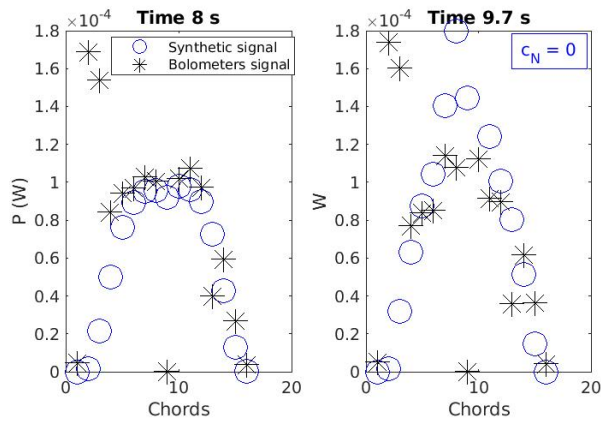 ×10⁻⁴ Time 8 s
1.8
1.6
1.4
1.2
1
0.8
0.6
0.4
0.2
0
P (W)
Synthetic signal
Bolometers signal
0 10 20
Chords
×10⁻⁴ Time 9.7 s
1.8
1.6
1.4
1.2
1
0.8
0.6
0.4
0.2
0
W
c_N = 0
0 10 20
Chords